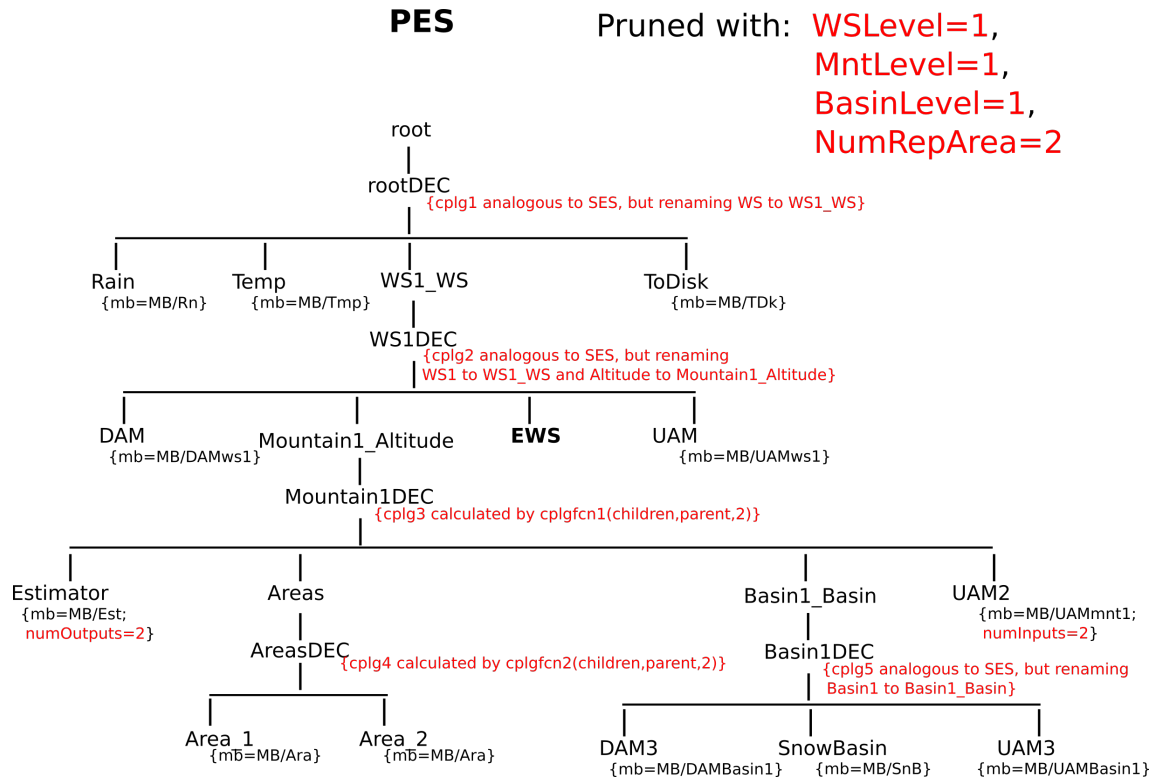 PES
Pruned with: WSLevel=1,
MntLevel=1,
BasinLevel=1,
NumRepArea=2
root
rootDEC
{cplg1 analogous to SES, but renaming WS to WS1_WS}
Rain
{mb=MB/Rn}
Temp
{mb=MB/Tmp}
WS1_WS
ToDisk
{mb=MB/TDk}
WS1DEC
{cplg2 analogous to SES, but renaming
WS1 to WS1_WS and Altitude to Mountain1_Altitude}
DAM
{mb=MB/DAMws1}
Mountain1_Altitude
EWS
UAM
{mb=MB/UAMws1}
Mountain1DEC
{cplg3 calculated by cplgfcn1(children,parent,2)}
Estimator
{mb=MB/Est;
numOutputs=2}
Areas
Basin1_Basin
UAM2
{mb=MB/UAMmnt1;
numInputs=2}
AreasDEC
{cplg4 calculated by cplgfcn2(children,parent,2)}
Basin1DEC
{cplg5 analogous to SES, but renaming
Basin1 to Basin1_Basin}
Area_1
{mb=MB/Ara}
Area_2
{mb=MB/Ara}
DAM3
{mb=MB/DAMBasin1}
SnowBasin
{mb=MB/SnB}
UAM3
{mb=MB/UAMBasin1}